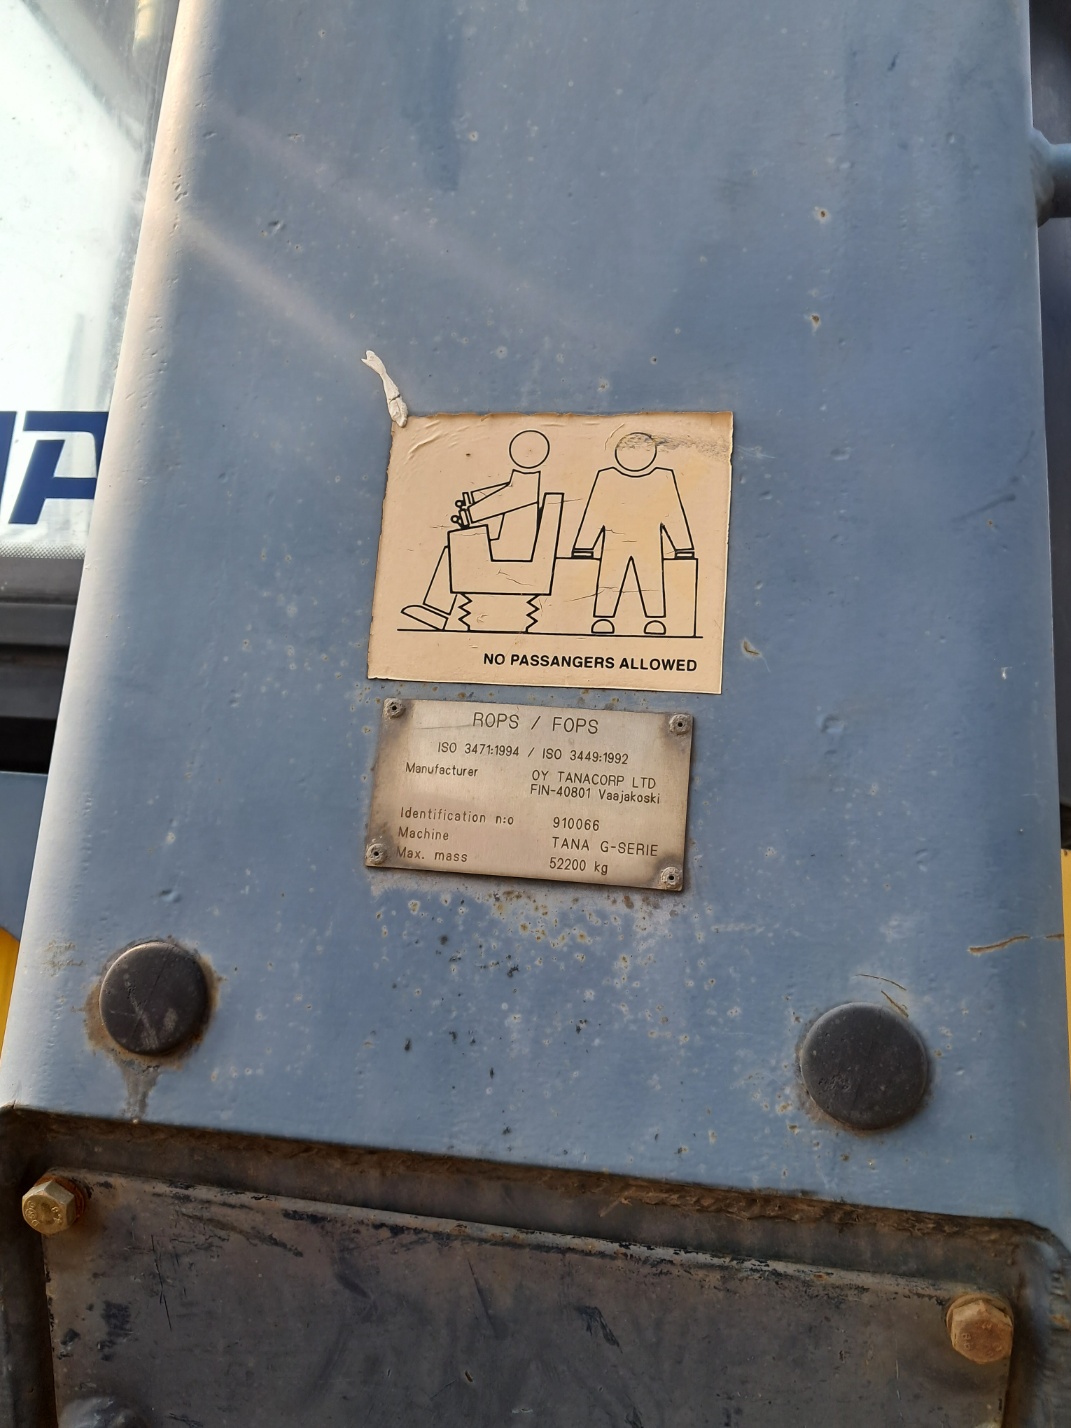 NO PASSANGERS ALLOWED
ROPS / FOPS
ISO 3471:1994 / ISO 3449:1992
Manufacturer OY TANACORP LTD
FIN-40801 Vaajakoski
Identification n:o 910066
Machine TANA G-SERIE
Max. mass 52200 kg